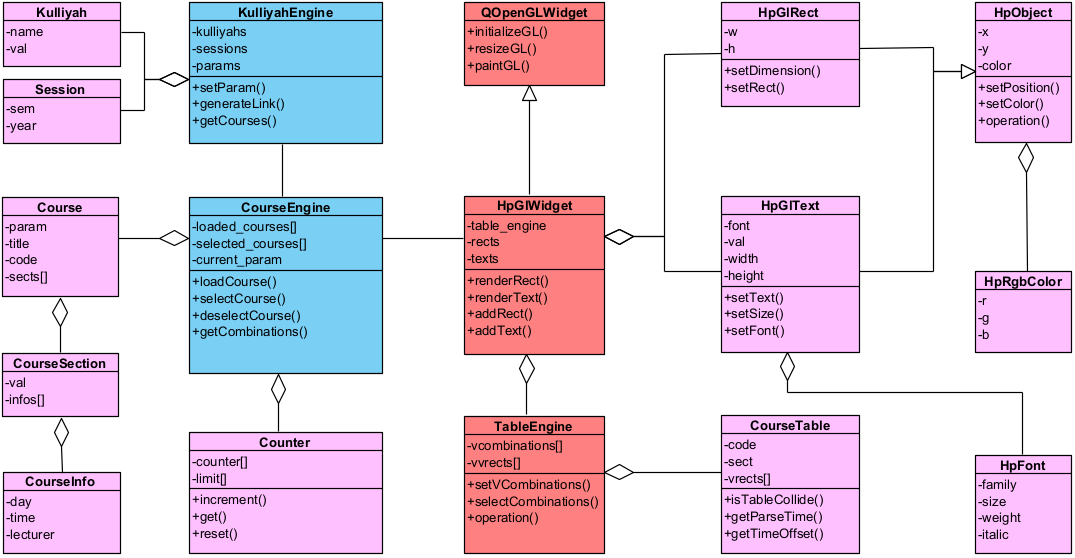 Kulliyah
-name
-val
Session
-sem
-year
KulliyahEngine
-kulliyahs
-sessions
-params
+setParam()
+generateLink()
+getCourses()
QOpenGLWidget
+initializeGL()
+resizeGL()
+paintGL()
HpGlRect
-w
-h
+setDimension()
+setRect()
HpObject
-x
-y
-color
+setPosition()
+setColor()
+operation()
Course
-param
-title
-code
-sects[]
CourseEngine
-loaded_courses[]
-selected_courses[]
-current_param
+loadCourse()
+selectCourse()
+deselectCourse()
+getCombinations()
HpGlWidget
-table_engine
-rects
-texts
+renderRect()
+renderText()
+addRect()
+addText()
HpGlText
-font
-val
-width
-height
+setText()
+setSize()
+setFont()
HpRgbColor
-r
-g
-b
CourseSection
-val
-infos[]
CourseInfo
-day
-time
-lecturer
Counter
-counter[]
-limit[]
+increment()
+get()
+reset()
TableEngine
-vcombinations[]
-vvrects[]
+setVCombinations()
+selectCombinations()
+operation()
CourseTable
-code
-sect
-vrects[]
+isTableCollide()
+getParseTime()
+getTimeOffset()
HpFont
-family
-size
-weight
-italic